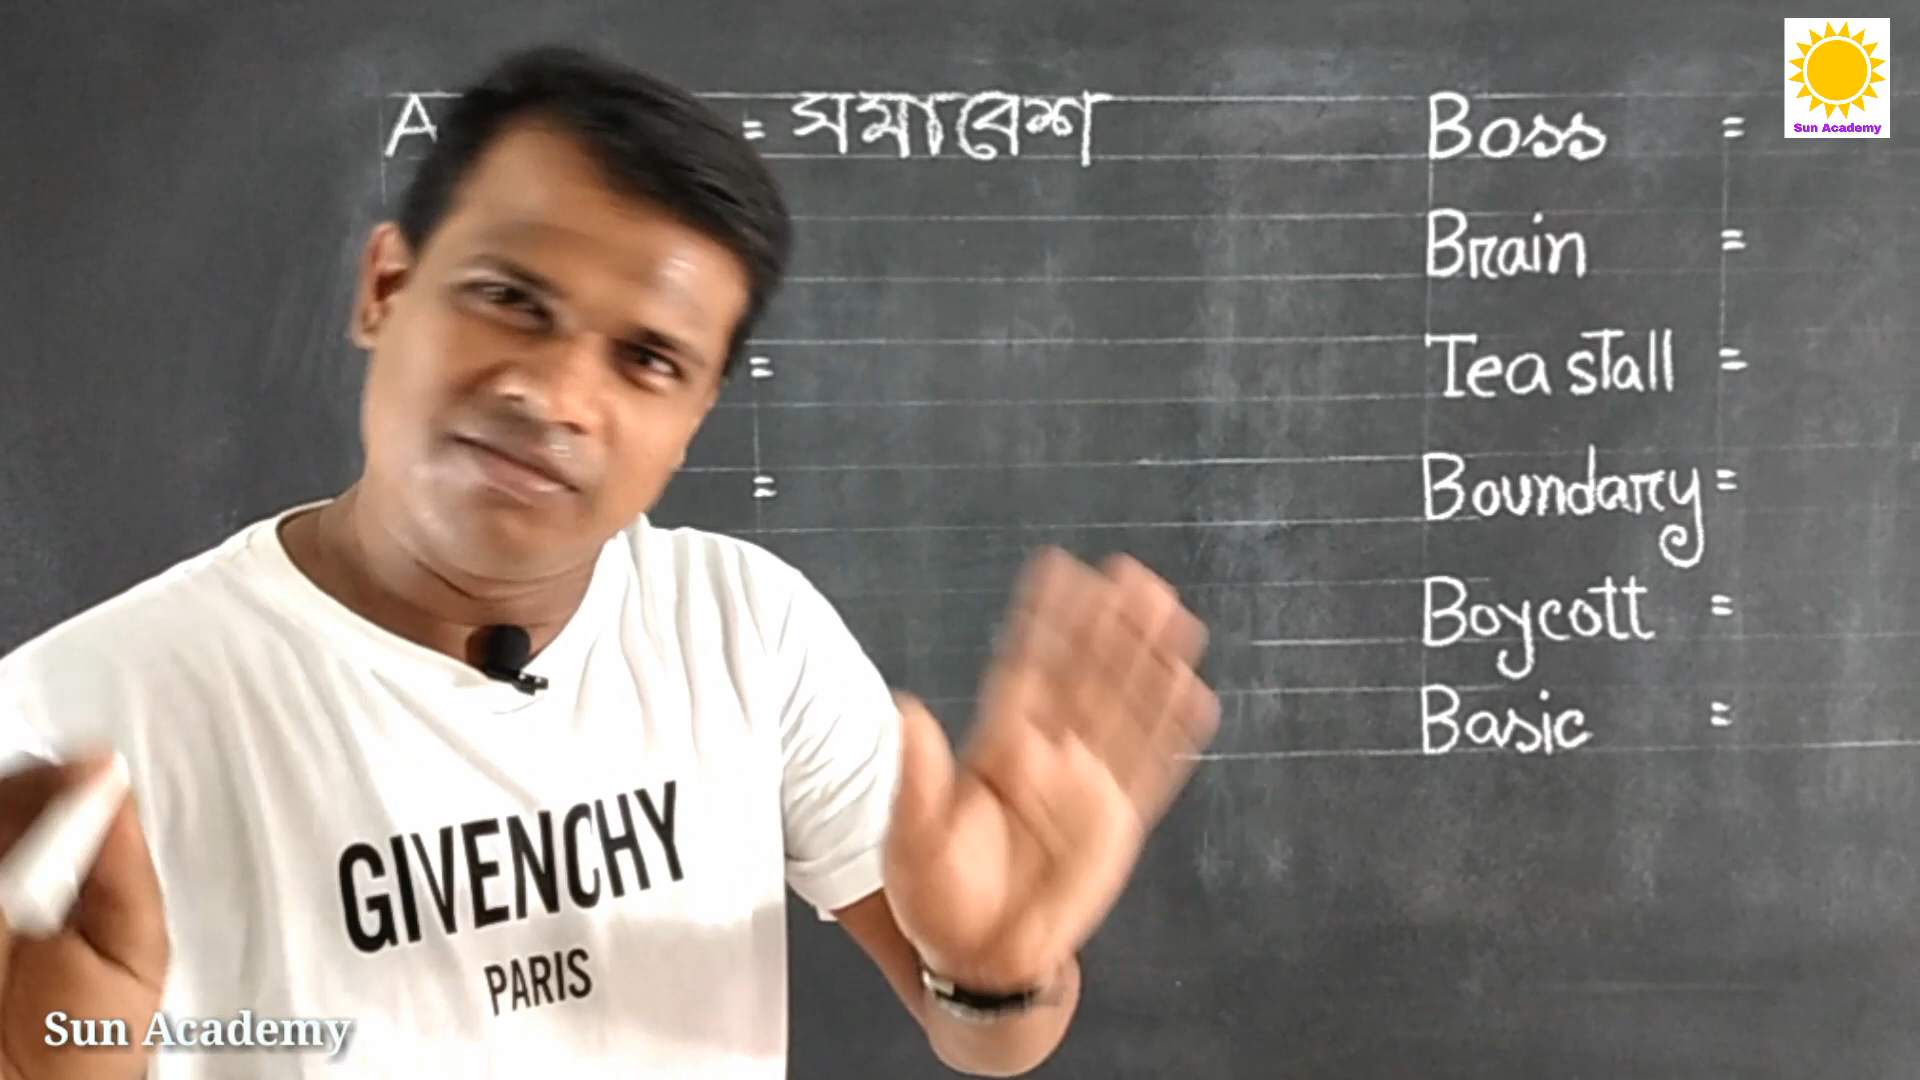 = সমাবেশ
=
=
Boss =
Brain =
Tea stall =
Boundary =
Boycott =
Basic =
Sun Academy
GIVENCHY
PARIS
Sun Academy